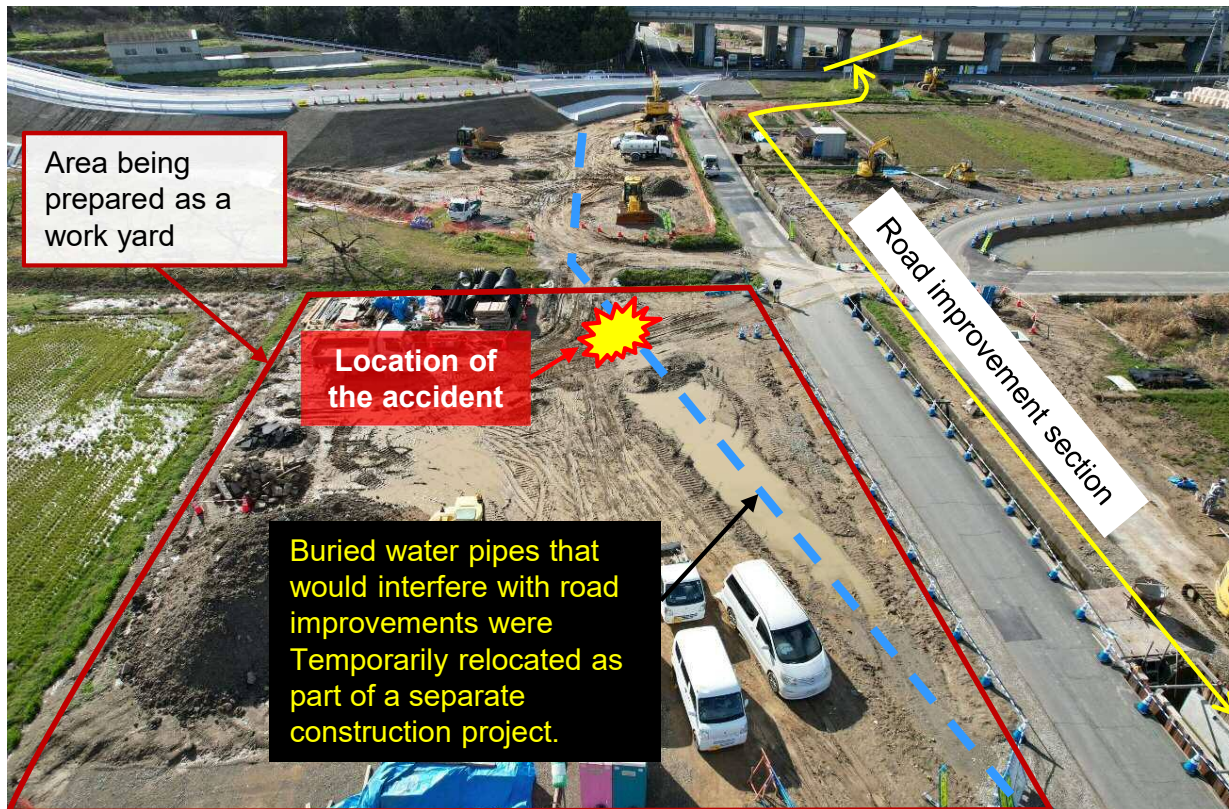 Area being
prepared as a
work yard
Location of
the accident
Road improvement section
Buried water pipes that
would interfere with road
improvements were
Temporarily relocated as
part of a separate
construction project.